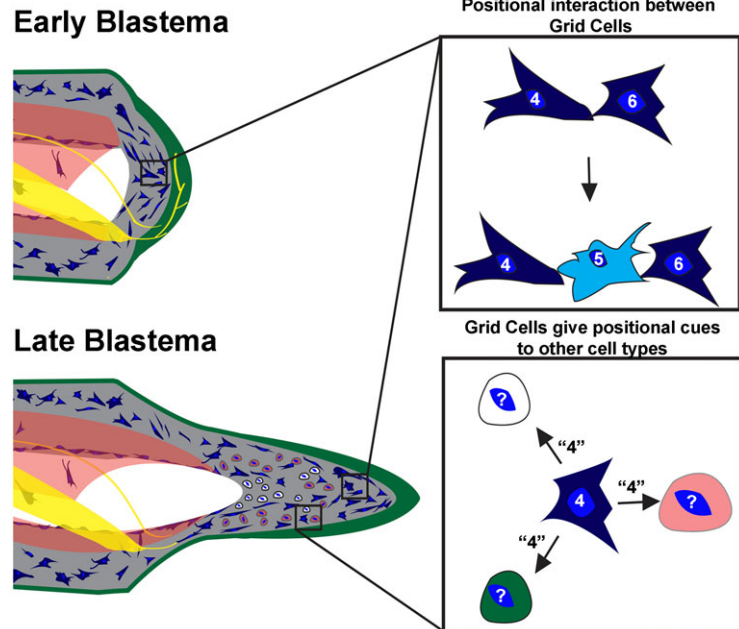 Early Blastema
Positional interaction between
Grid Cells
4
6
4
5
6
Late Blastema
Grid Cells give positional cues
to other cell types
?
“4”
4
“4”
?
“4”
?